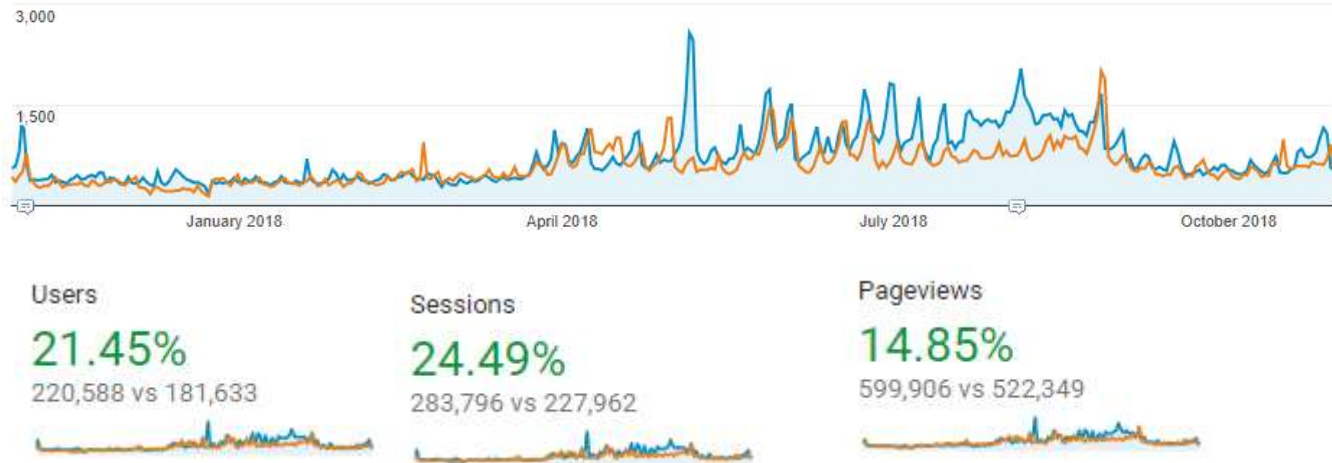 3,000
1,500
January 2018
April 2018
July 2018
October 2018
Users
21.45%
220,588 vs 181,633
Sessions
24.49%
283,796 vs 227,962
Pageviews
14.85%
599,906 vs 522,349